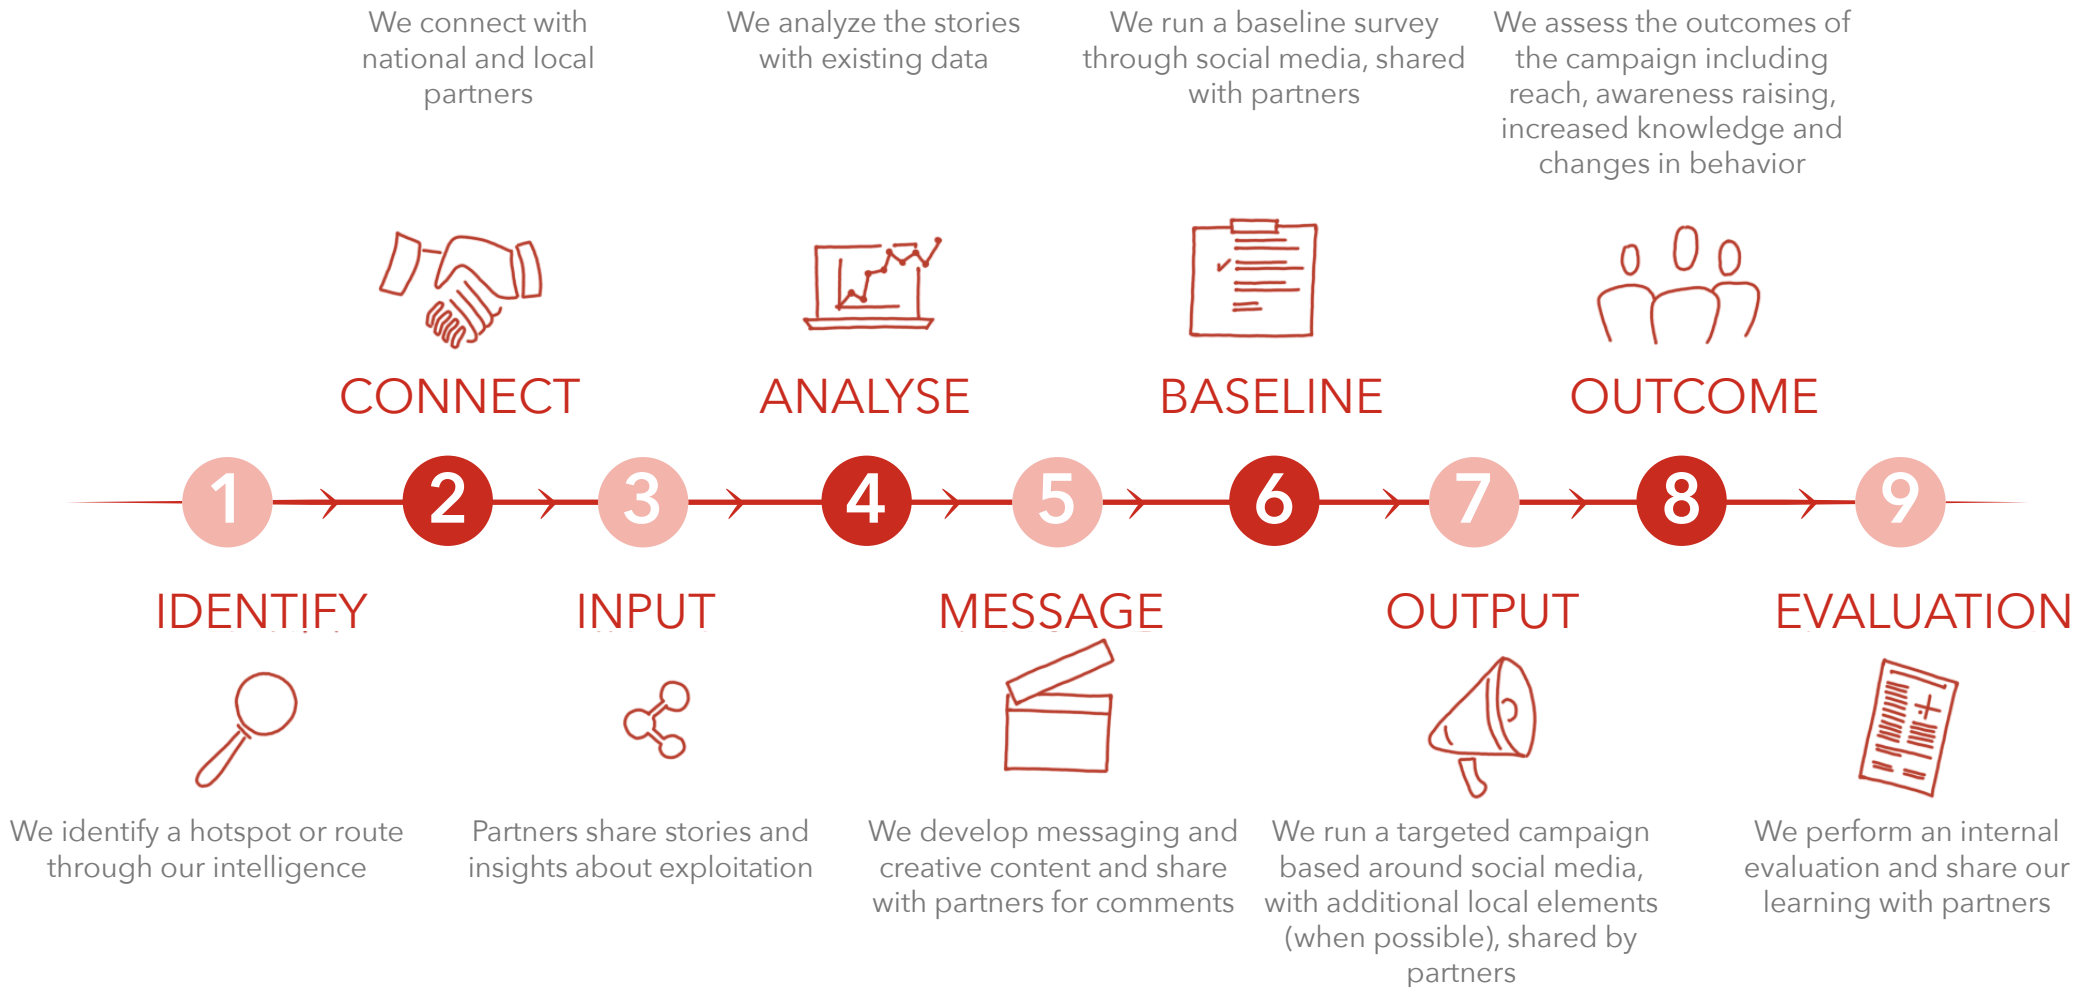 We connect with
national and local
partners
We analyze the stories
with existing data
We run a baseline survey
through social media, shared
with partners
We assess the outcomes of
the campaign including
reach, awareness raising,
increased knowledge and
changes in behavior
CONNECT
ANALYSE
BASELINE
OUTCOME
1
2
3
4
5
6
7
8
9
IDENTIFY
INPUT
MESSAGE
OUTPUT
EVALUATION
We identify a hotspot or route
through our intelligence
Partners share stories and
insights about exploitation
We develop messaging and
creative content and share
with partners for comments
We run a targeted campaign
based around social media,
with additional local elements
(when possible), shared by
partners
We perform an internal
evaluation and share our
learning with partners